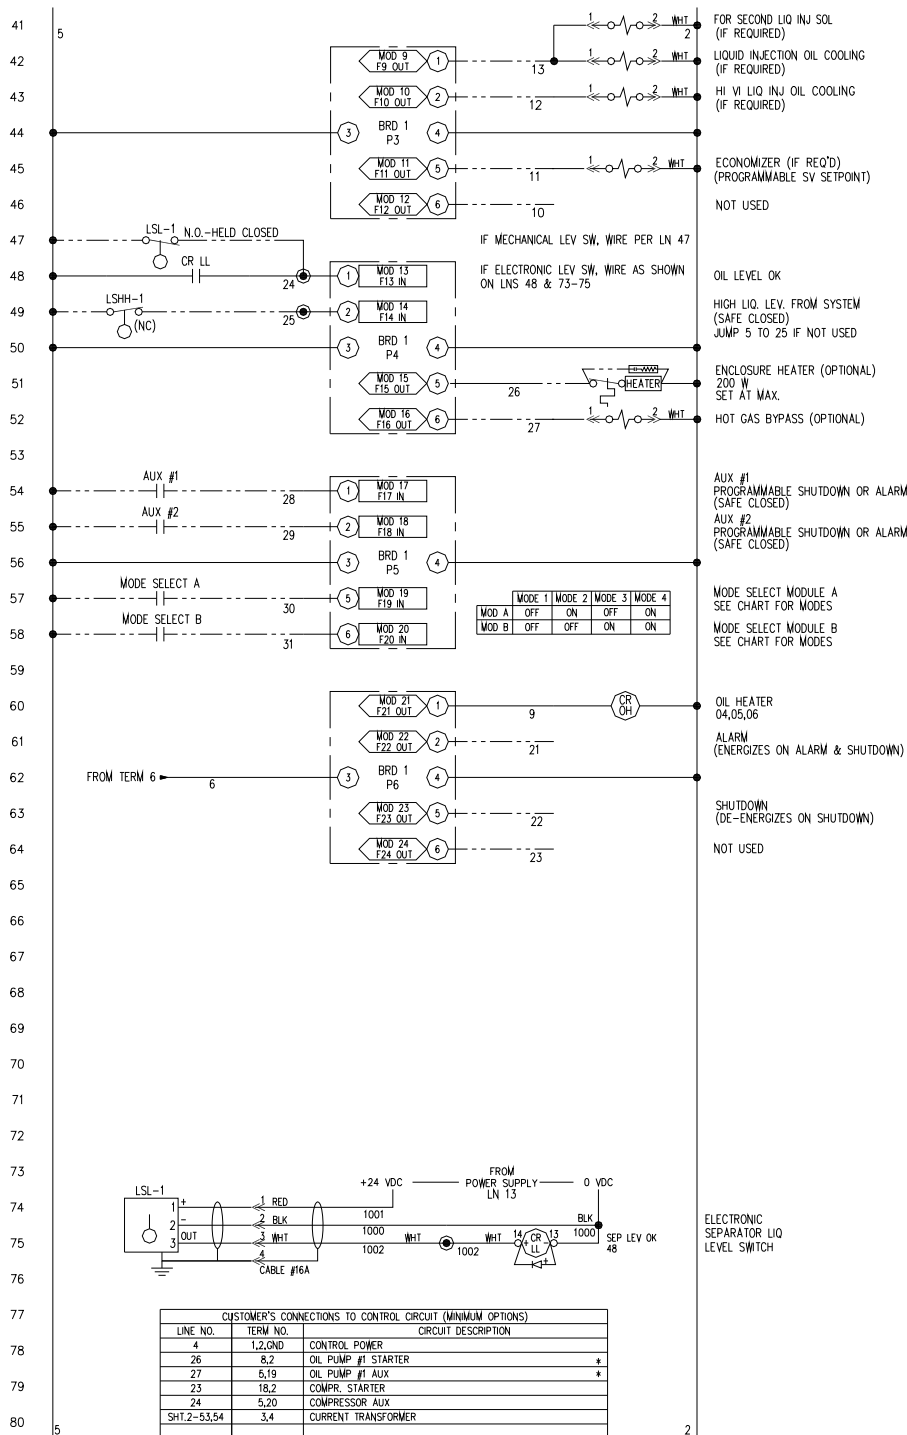 41 5 1 2 WHT 2 FOR SECOND LIQ INJ SOL
(IF REQUIRED)
42 MOD 9 F9 OUT 1 13 1 2 WHT LIQUID INJECTION OIL COOLING
(IF REQUIRED)
43 MOD 10 F10 OUT 2 12 1 2 WHT HI VI LIQ INJ OIL COOLING
(IF REQUIRED)
44 3 BRD 1 P3 4
45 MOD 11 F11 OUT 5 11 1 2 WHT ECONOMIZER (IF REQ'D)
(PROGRAMMABLE SV SETPOINT)
46 MOD 12 F12 OUT 6 10 NOT USED
47 LSL-1 N.O.-HELD CLOSED IF MECHANICAL LEV SW, WIRE PER LN 47
48 CR LL 24 1 MOD 13 F13 IN IF ELECTRONIC LEV SW, WIRE AS SHOWN
ON LNS 48 & 73-75
OIL LEVEL OK
49 LSHH-1 (NC) 25 2 MOD 14 F14 IN HIGH LIQ. LEV. FROM SYSTEM
(SAFE CLOSED)
JUMP 5 TO 25 IF NOT USED
50 3 BRD 1 P4 4
51 MOD 15 F15 OUT 5 26 HEATER ENCLOSURE HEATER (OPTIONAL)
200 W
SET AT MAX.
52 MOD 16 F16 OUT 6 27 1 2 WHT HOT GAS BYPASS (OPTIONAL)
53
54 AUX #1 28 1 MOD 17 F17 IN AUX #1
PROGRAMMABLE SHUTDOWN OR ALARM
(SAFE CLOSED)
55 AUX #2 29 2 MOD 18 F18 IN AUX #2
PROGRAMMABLE SHUTDOWN OR ALARM
(SAFE CLOSED)
56 3 BRD 1 P5 4
57 MODE SELECT A 30 5 MOD 19 F19 IN MODE SELECT MODULE A
SEE CHART FOR MODES
MODE 1 MODE 2 MODE 3 MODE 4
MOD A OFF ON OFF ON
MOD B OFF OFF ON ON
58 MODE SELECT B 31 6 MOD 20 F20 IN MODE SELECT MODULE B
SEE CHART FOR MODES
59
60 MOD 21 F21 OUT 1 9 CR OH OIL HEATER
04,05,06
61 MOD 22 F22 OUT 2 21 ALARM
(ENERGIZES ON ALARM & SHUTDOWN)
62 FROM TERM 6 6 3 BRD 1 P6 4
63 MOD 23 F23 OUT 5 22 SHUTDOWN
(DE-ENERGIZES ON SHUTDOWN)
64 MOD 24 F24 OUT 6 23 NOT USED
65
66
67
68
69
70
71
72
73 +24 VDC FROM
POWER SUPPLY
LN 13
0 VDC
74 LSL-1 1 + 1 RED 1001
2 - 2 BLK 1000 BLK 1000
75 3 OUT 3 WHT 1002 WHT 1002 WHT 14 + CR LL - 13 SEP LEV OK
48
ELECTRONIC
SEPARATOR LIQ
LEVEL SWITCH
4
76 CABLE #16A
77 CUSTOMER'S CONNECTIONS TO CONTROL CIRCUIT (MINIMUM OPTIONS)
LINE NO. TERM NO. CIRCUIT DESCRIPTION
78 4 1,2,GND CONTROL POWER
26 8,2 OIL PUMP #1 STARTER *
27 5,19 OIL PUMP #1 AUX *
79 23 18,2 COMPR. STARTER
24 5,20 COMPRESSOR AUX
80 SHT.2-53,54 3,4 CURRENT TRANSFORMER
5 2